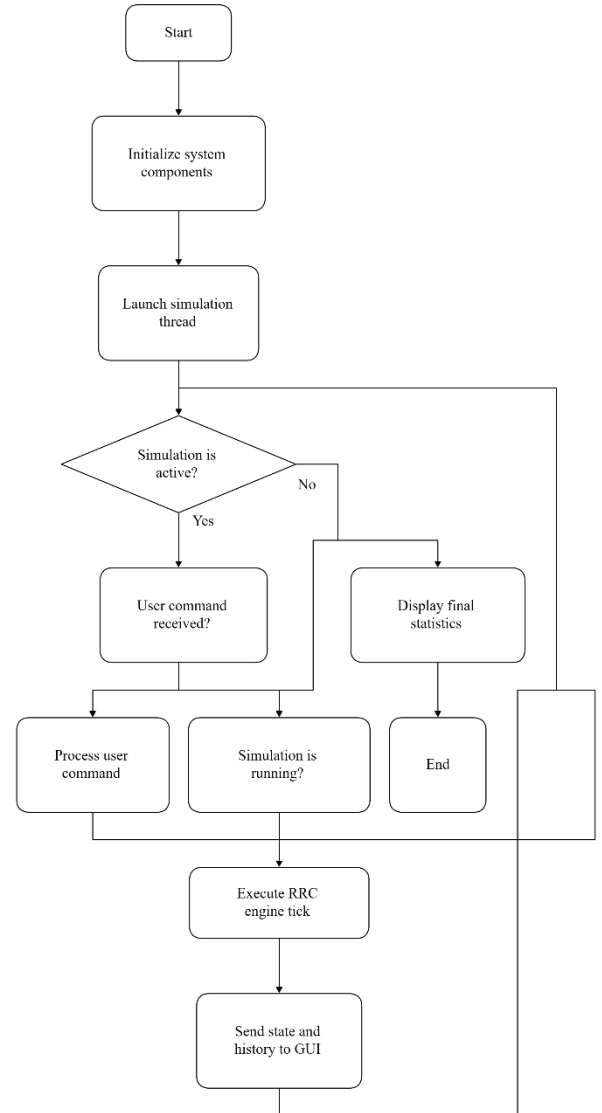 Start
Initialize system
components
Launch simulation
thread
Simulation is
active?
No
Yes
User command
received?
Display final
statistics
Process user
command
Simulation is
running?
End
Execute RRC
engine tick
Send state and
history to GUI